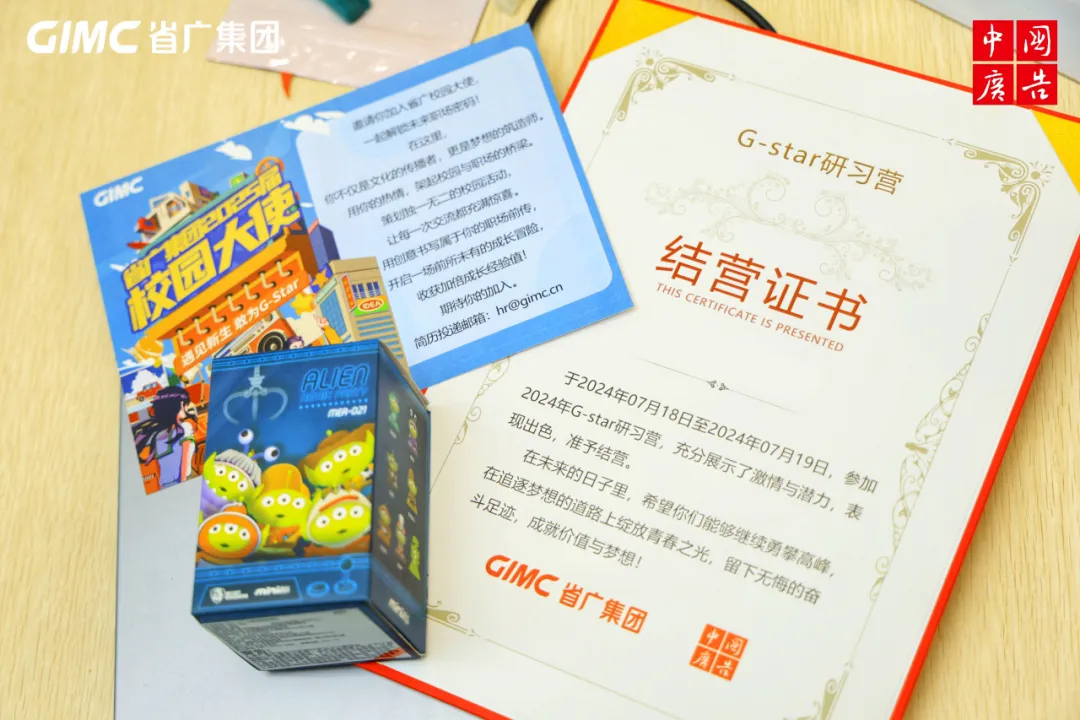 GIMC 省广集团
中国
廣告
邀请你加入省广校园大使,
一起解锁未来职场密码!
在这里,
你不仅是文化的传播者,更是梦想的筑造师。
用你的热情,架起校园与职场的桥梁。
策划独一无二的校园活动,
让每一次交流都充满惊喜。
用创意书写属于你的职场前传,
开启一场前所未有的成长冒险,
收获加倍成长经验值!
期待你的加入。
简历投递邮箱:hr@gimc.cn
GIMC
省广集团2025届
校园大使
遇见新生 敢为G-Star
IDEA
ALIEN
MEA-021
G-star研习营
结营证书
THIS CERTIFICATE IS PRESENTED
于2024年07月18日至2024年07月19日,参加
2024年G-star研习营,充分展示了激情与潜力,表
现出色,准予结营。
在未来的日子里,希望你们能够继续勇攀高峰,
在追逐梦想的道路上绽放青春之光,留下无悔的奋
斗足迹,成就价值与梦想!
GIMC 省广集团
中国
廣告